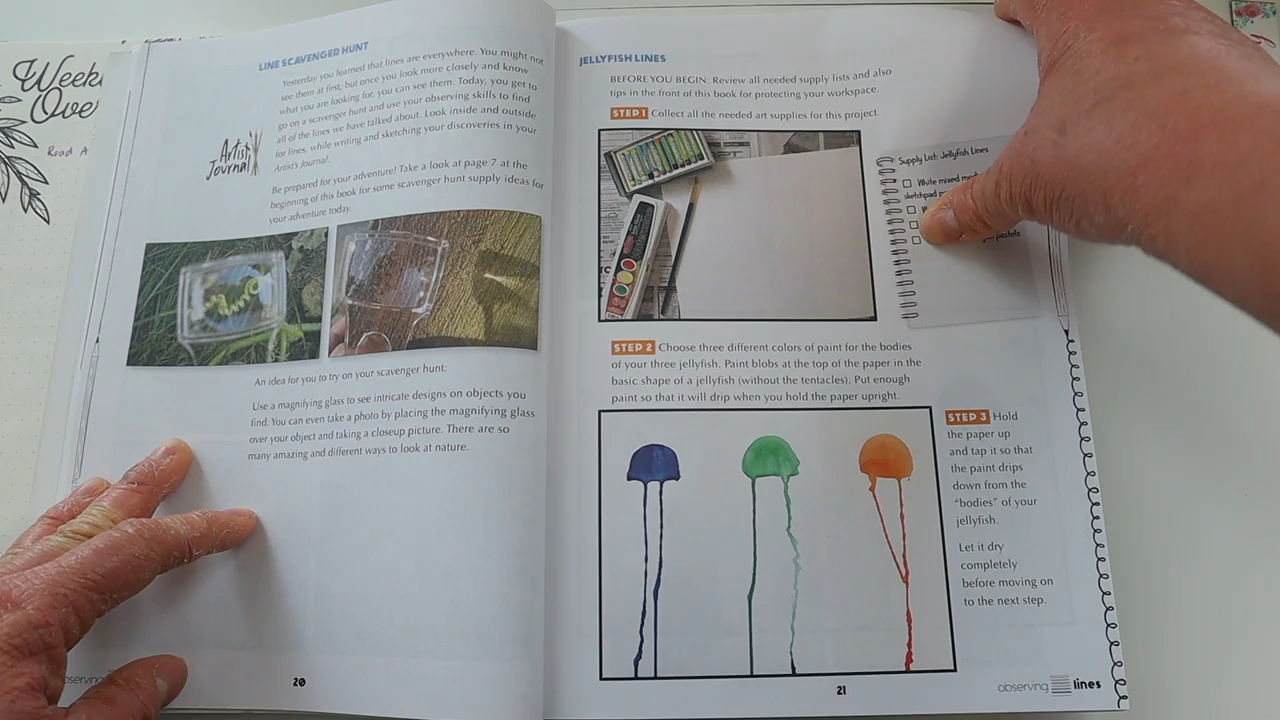 Week
Ove
Read A
LINE SCAVENGER HUNT
Yesterday you learned that lines are everywhere. You might not
see them at first, but once you look more closely and know
what you are looking for, you can see them. Today, you get to
go on a scavenger hunt and use your observing skills to find
all of the lines we have talked about. Look inside and outside
for lines, while writing and sketching your discoveries in your
Artist's Journal.
Artist
Journal
Be prepared for your adventure! Take a look at page 7 at the
beginning of this book for some scavenger hunt supply ideas for
your adventure today.
An idea for you to try on your scavenger hunt:
Use a magnifying glass to see intricate designs on objects you
find. You can even take a photo by placing the magnifying glass
over your object and taking a closeup picture. There are so
many amazing and different ways to look at nature.
20
JELLYFISH LINES
BEFORE YOU BEGIN: Review all needed supply lists and also
tips in the front of this book for protecting your workspace.
STEP 1 Collect all the needed art supplies for this project.
Supply List: Jellyfish Lines
White mixed
sketchpad
pastels
STEP 2 Choose three different colors of paint for the bodies
of your three jellyfish. Paint blobs at the top of the paper in the
basic shape of a jellyfish (without the tentacles). Put enough
paint so that it will drip when you hold the paper upright.
STEP 3 Hold
the paper up
and tap it so that
the paint drips
down from the
"bodies" of your
jellyfish.
Let it dry
completely
before moving on
to the next step.
21
observing lines